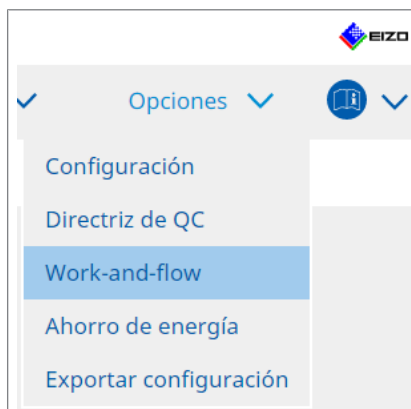 EIZO
Opciones
Configuración
Directriz de QC
Work-and-flow
Ahorro de energía
Exportar configuración